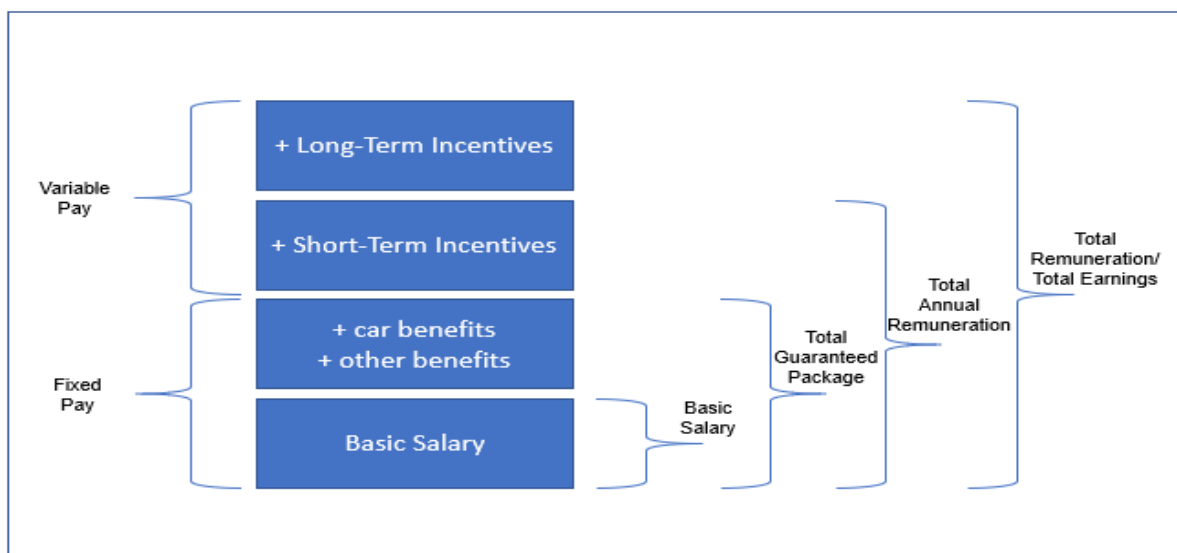 + Long-Term Incentives
Variable
Pay
+ Short-Term Incentives
Total
Remuneration/
Total Earnings
Total
Annual
Remuneration
+ car benefits
+ other benefits
Total
Guaranteed
Package
Fixed
Pay
Basic Salary
Basic
Salary